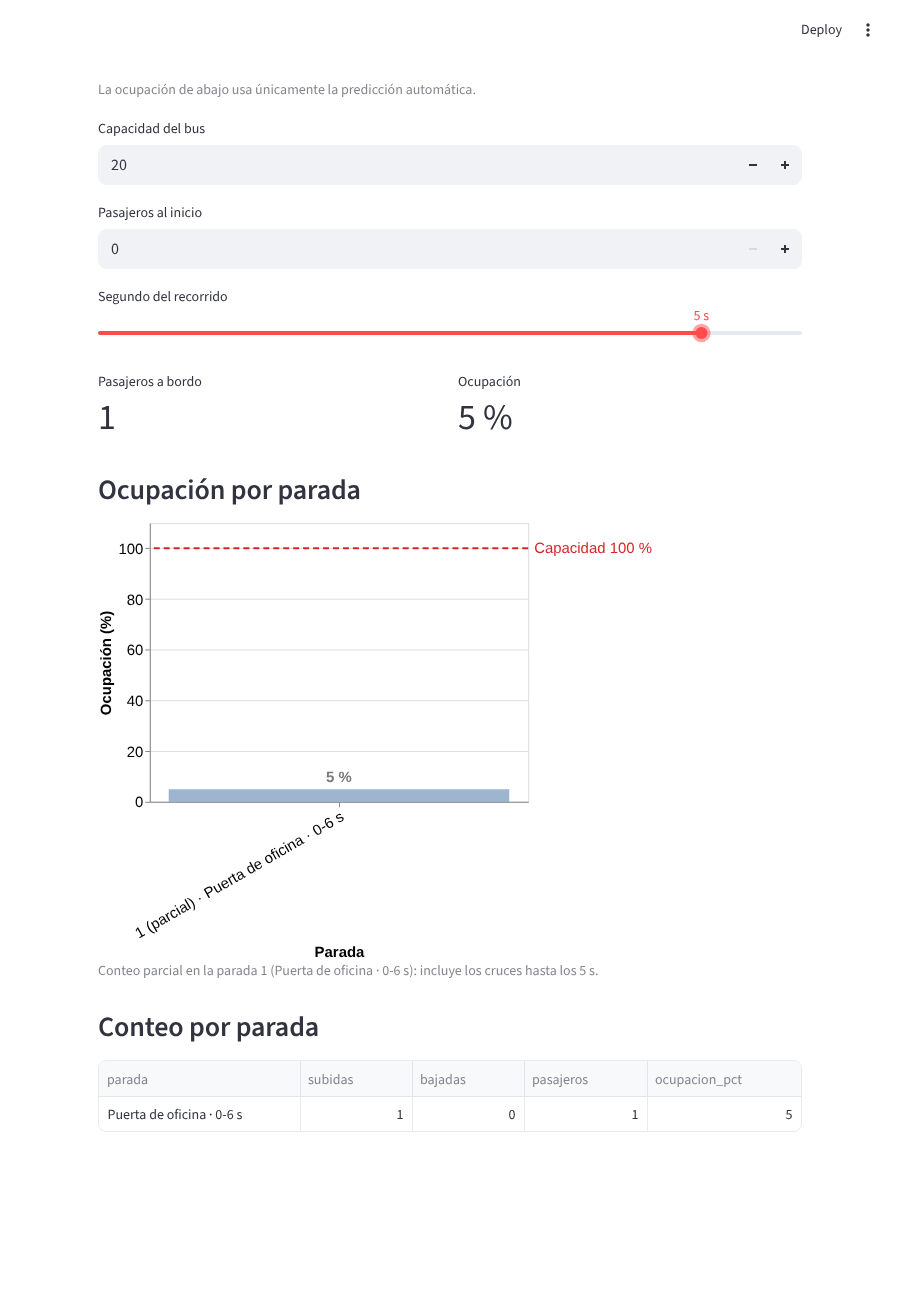 Deploy
La ocupación de abajo usa únicamente la predicción automática.
Capacidad del bus
20
Pasajeros al inicio
0
Segundo del recorrido
5 s
Pasajeros a bordo
Ocupación
1
5 %
Ocupación por parada
100
Capacidad 100 %
80
60
40
20
0
Ocupación (%)
5 %
1 (parcial) · Puerta de oficina · 0-6 s
Parada
Conteo parcial en la parada 1 (Puerta de oficina · 0-6 s): incluye los cruces hasta los 5 s.
Conteo por parada
parada subidas bajadas pasajeros ocupacion_pct
Puerta de oficina · 0-6 s 1 0 1 5